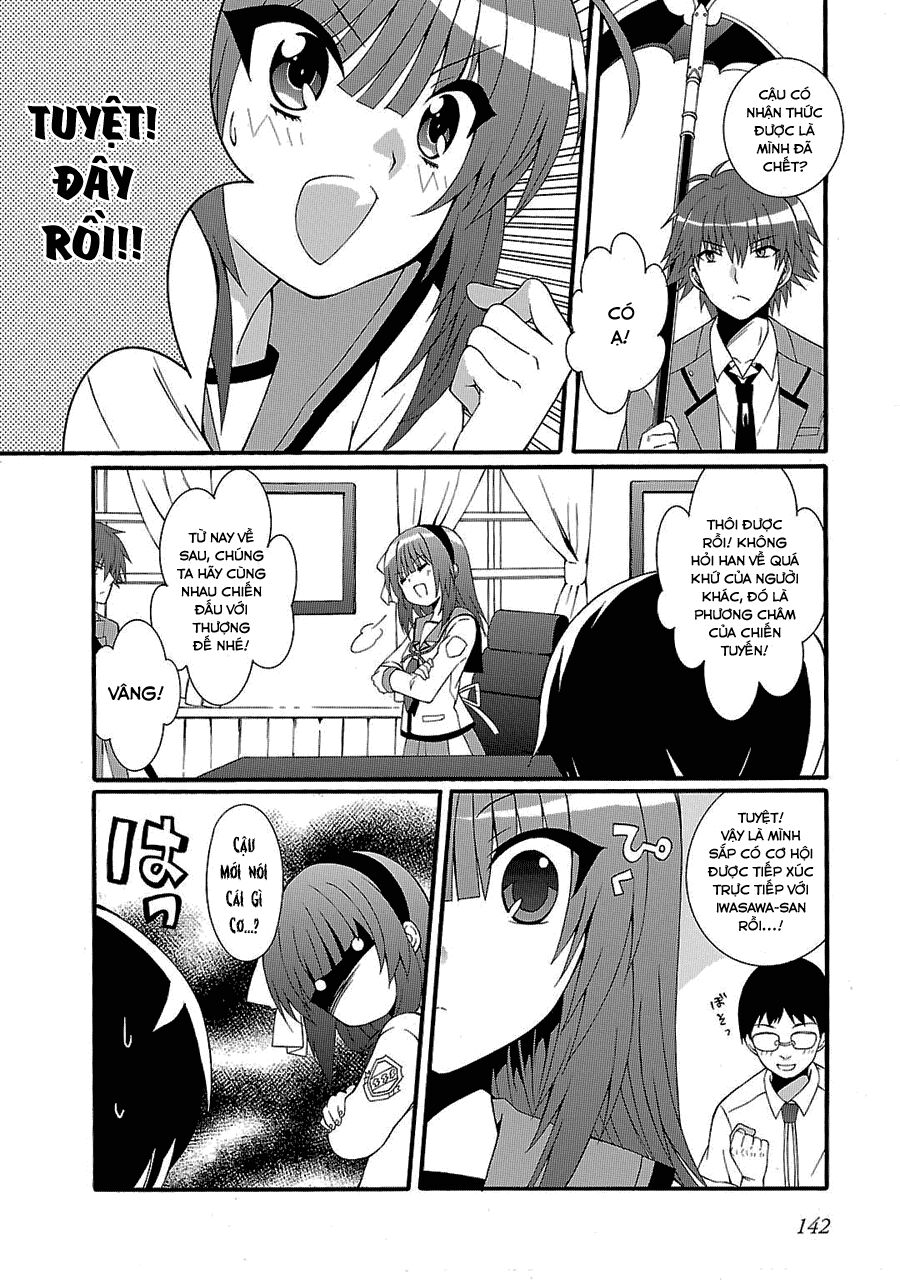 CẬU CÓ
NHẬN THỨC
ĐƯỢC LÀ
MÌNH ĐÃ
CHẾT?
CÓ
Ạ!
TUYỆT!
ĐÂY
RỒI!!
THÔI ĐƯỢC
RỒI! KHÔNG
HỎI HAN VỀ QUÁ
KHỨ CỦA NGƯỜI
KHÁC, ĐÓ LÀ
PHƯƠNG CHÂM
CỦA CHIẾN
TUYẾN!
TỪ NAY VỀ
SAU, CHÚNG
TA HÃY CÙNG
NHAU CHIẾN
ĐẤU VỚI
THƯỢNG
ĐẾ NHÉ!
VÂNG!
TUYỆT!
VẬY LÀ MÌNH
SẮP CÓ CƠ HỘI
ĐƯỢC TIẾP XÚC
TRỰC TIẾP VỚI
IWASAWA-SAN
RỒI...!
ぼそっ
CẬU
MỚI NÓI
CÁI GÌ
CƠ...?
はっ
142